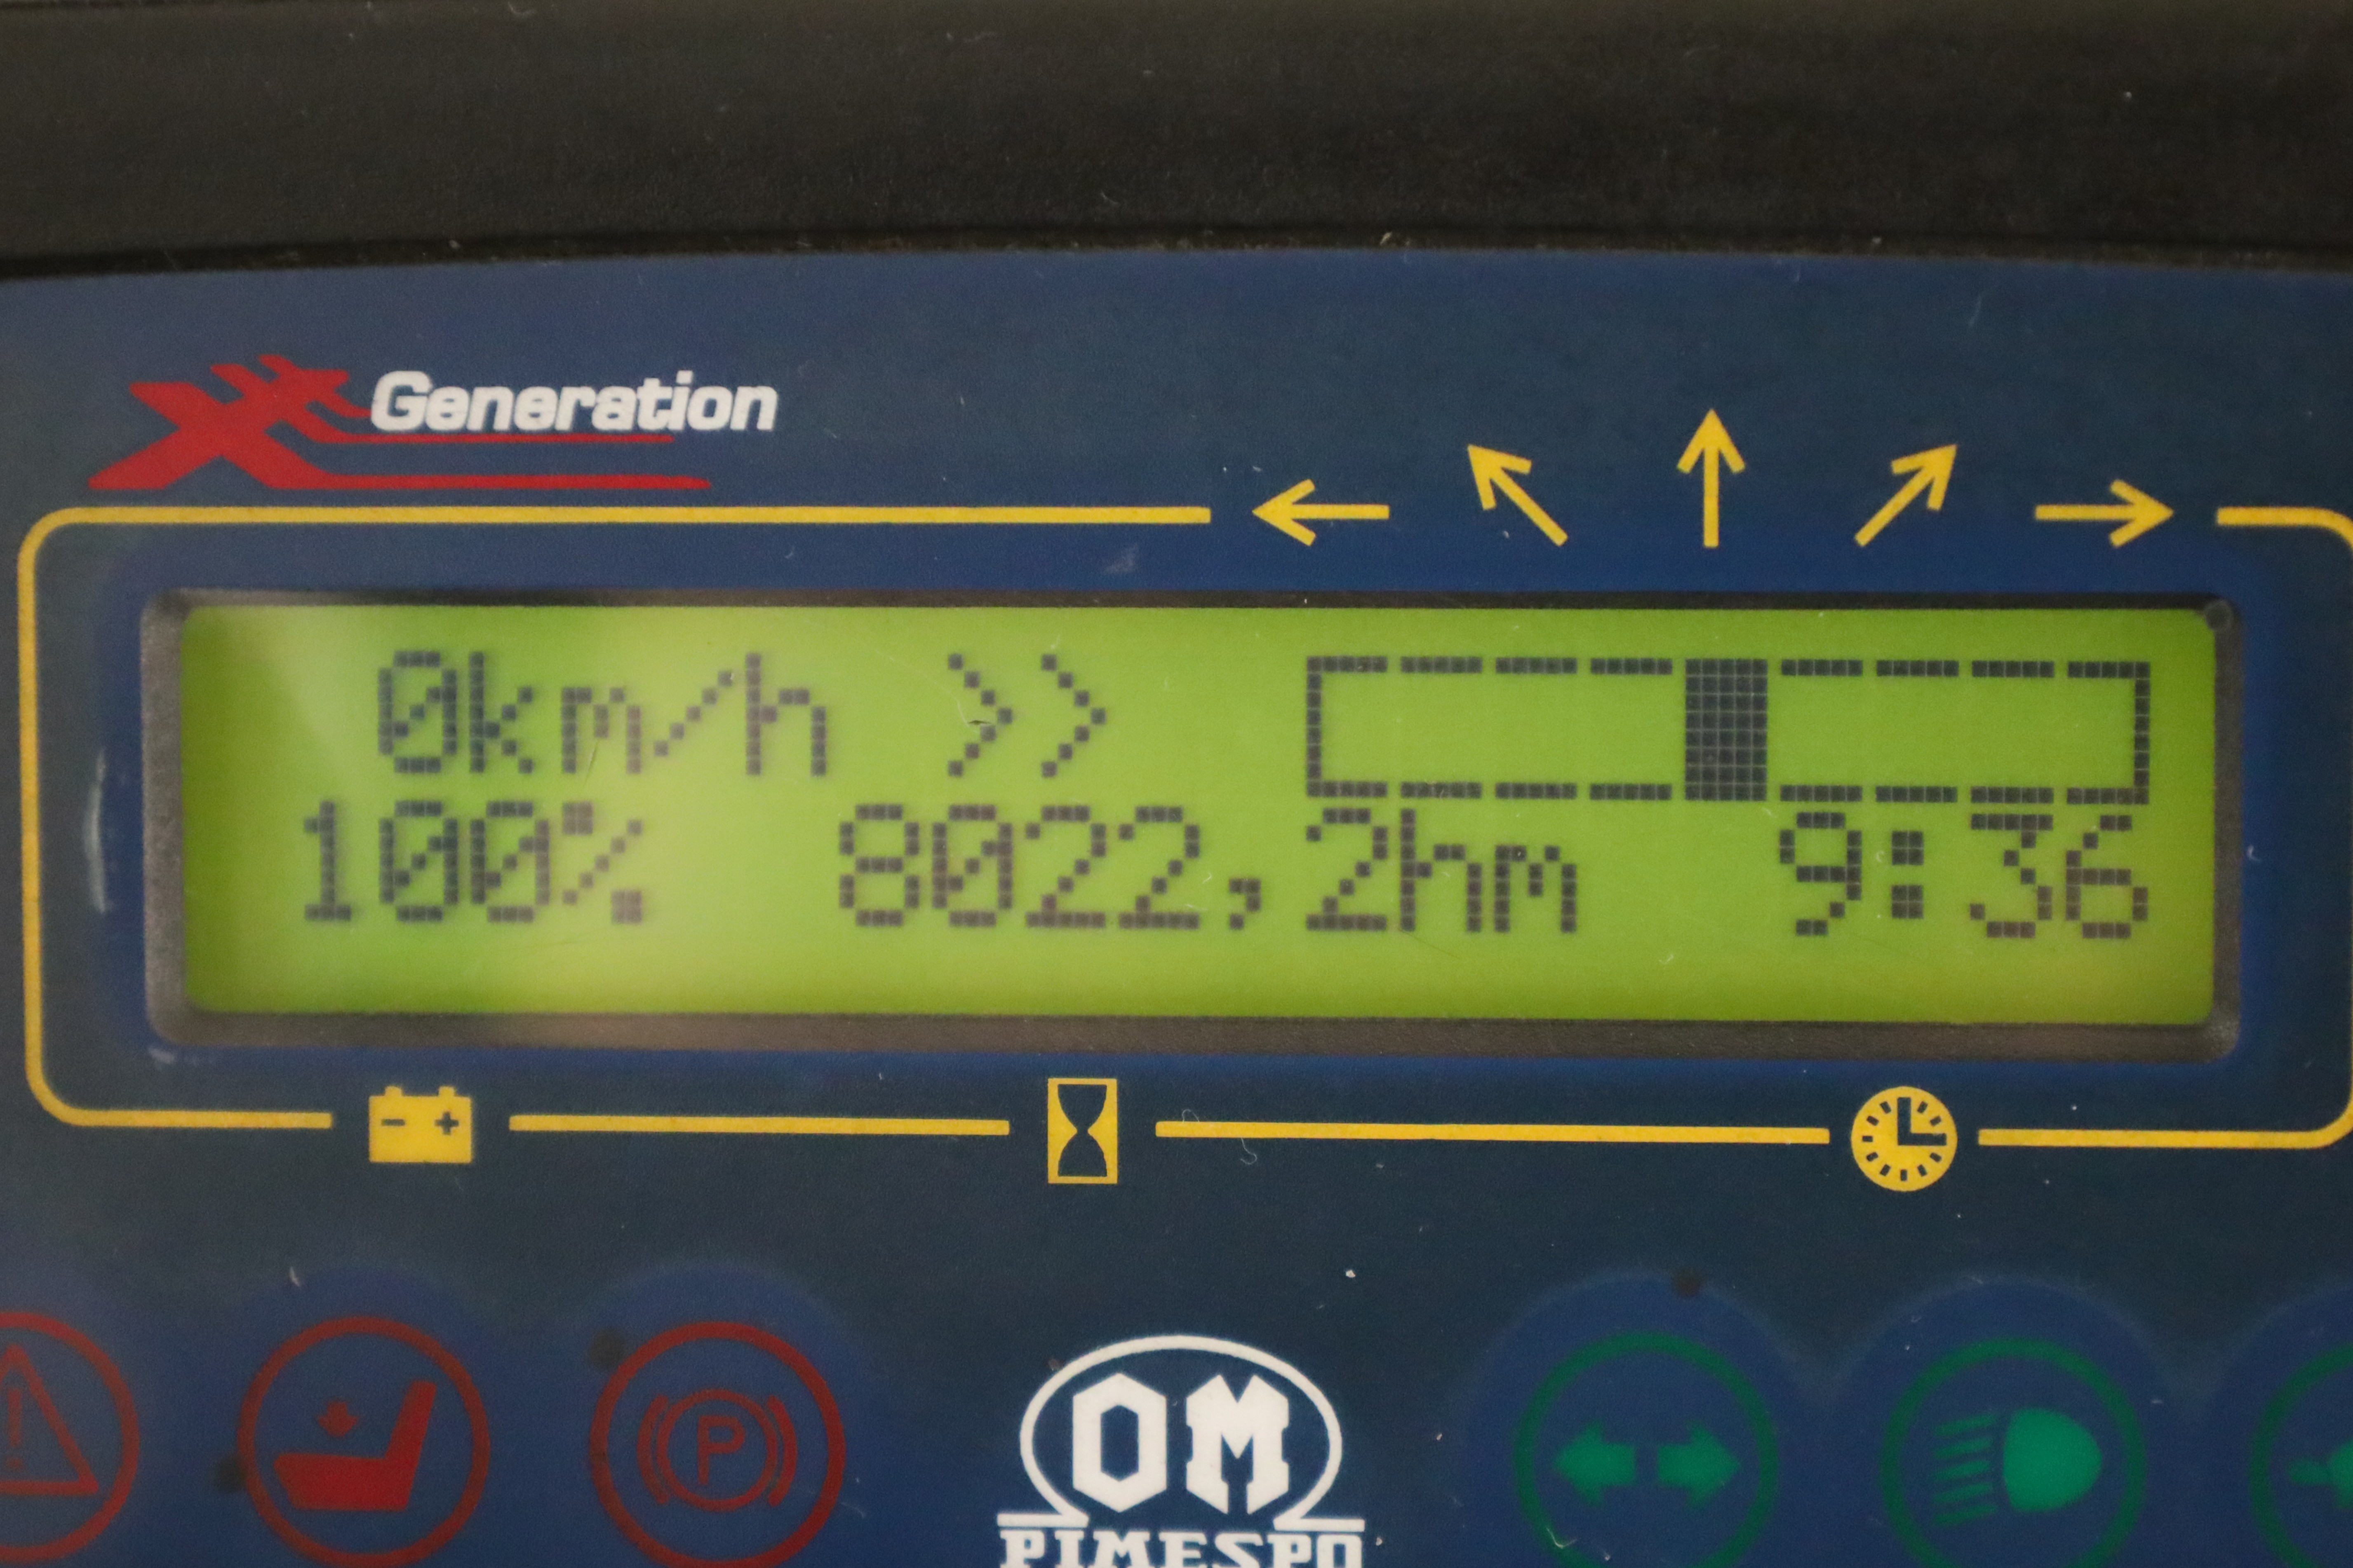 Generation
0km/h >>
100% 8022,2hm 9:36
- +
P
OM
PIMESPO